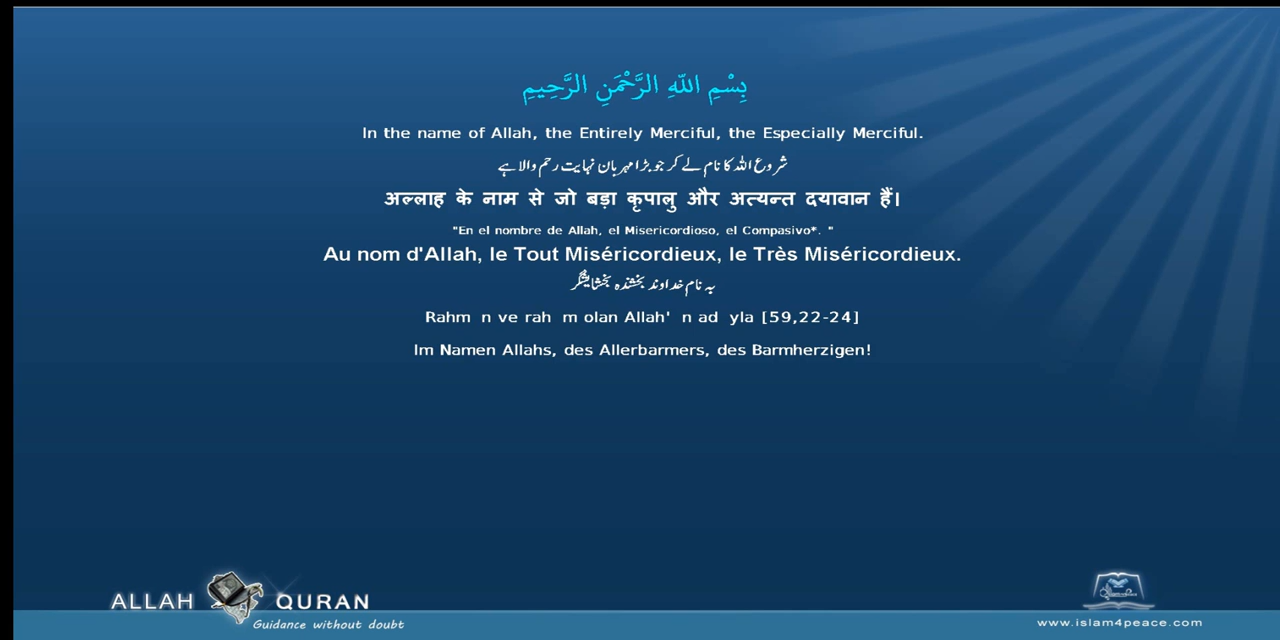 بِسْمِ اللّهِ الرَّحْمَنِ الرَّحِيمِ
In the name of Allah, the Entirely Merciful, the Especially Merciful.
شروع الله کا نام لے کر جو بڑا مہربان نہایت رحم والا ہے
अल्लाह के नाम से जो बड़ा कृपालु और अत्यन्त दयावान हैं।
"En el nombre de Allah, el Misericordioso, el Compasivo*. "
Au nom d'Allah, le Tout Miséricordieux, le Très Miséricordieux.
به نام خداوند بخشنده بخشایشگر
Rahm n ve rah m olan Allah' n ad yla [59,22-24]
Im Namen Allahs, des Allerbarmers, des Barmherzigen!
ALLAH QURAN
Guidance without doubt
www.islam4peace.com